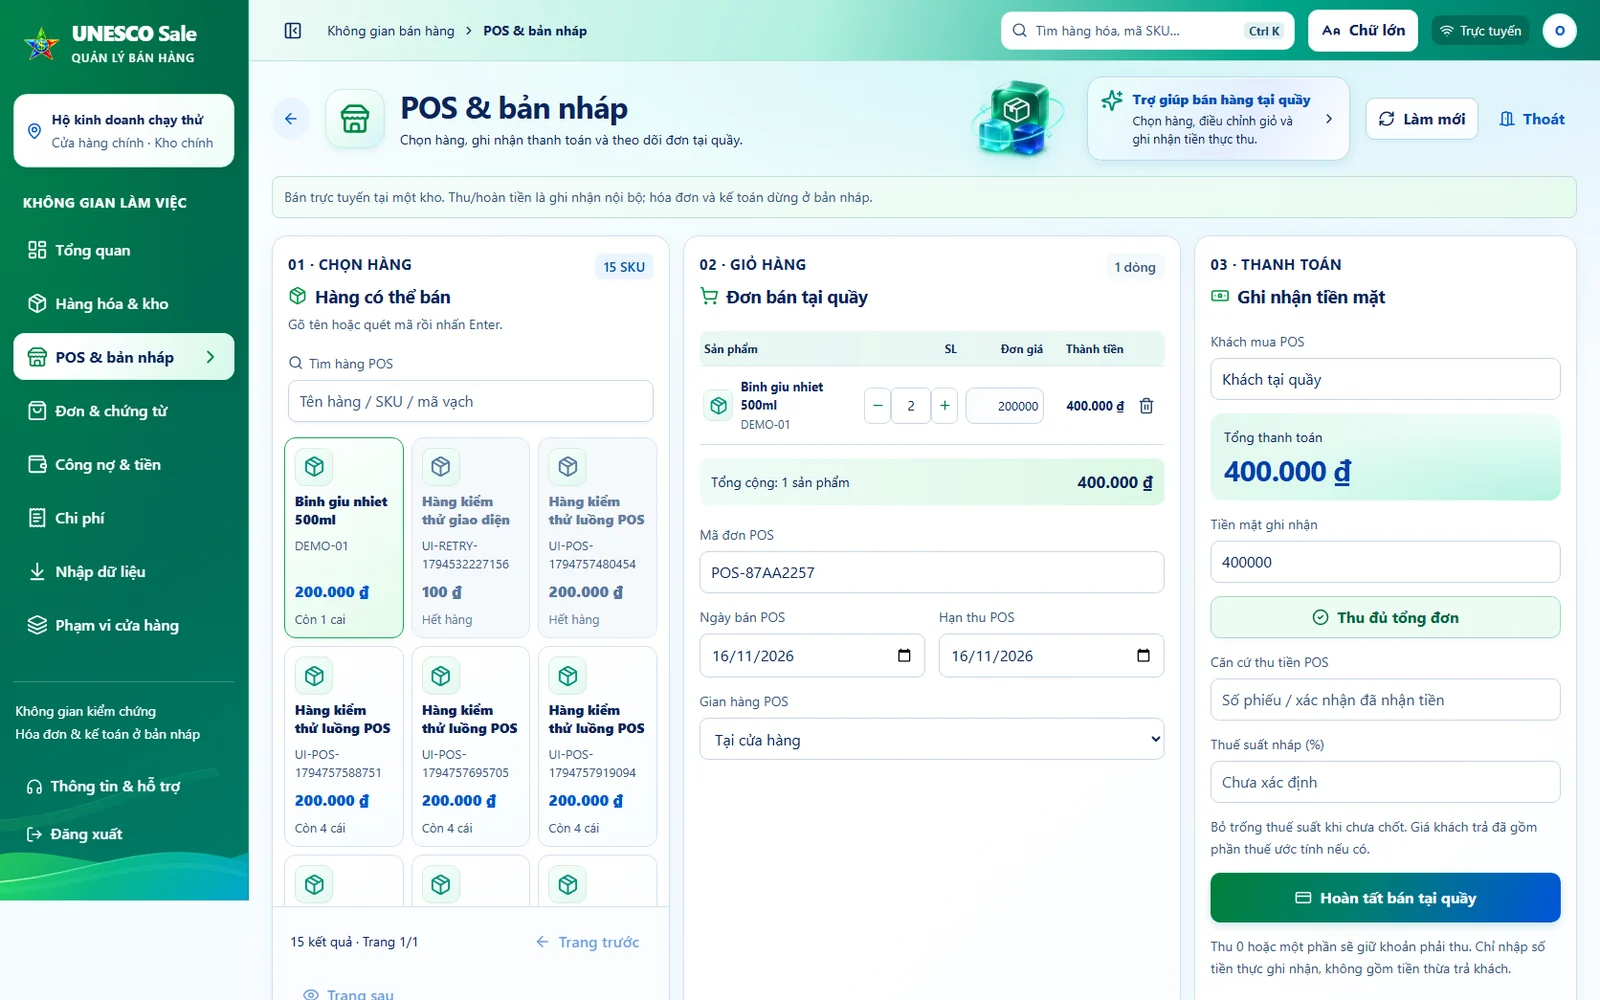 UNESCO Sale
QUẢN LÝ BÁN HÀNG
Hộ kinh doanh chạy thử
Cửa hàng chính · Kho chính
KHÔNG GIAN LÀM VIỆC
Tổng quan
Hàng hóa & kho
POS & bản nháp
Đơn & chứng từ
Công nợ & tiền
Chi phí
Nhập dữ liệu
Phạm vi cửa hàng
Không gian kiểm chứng
Hóa đơn & kế toán ở bản nháp
Thông tin & hỗ trợ
Đăng xuất
Không gian bán hàng > POS & bản nháp
Tìm hàng hóa, mã SKU... Ctrl K
AA Chữ lớn
Trực tuyến
O
POS & bản nháp
Chọn hàng, ghi nhận thanh toán và theo dõi đơn tại quầy.
Trợ giúp bán hàng tại quầy
Chọn hàng, điều chỉnh giỏ và
ghi nhận tiền thực thu.
Làm mới
Thoát
Bán trực tuyến tại một kho. Thu/hoàn tiền là ghi nhận nội bộ; hóa đơn và kế toán dừng ở bản nháp.
01 · CHỌN HÀNG
15 SKU
Hàng có thể bán
Gõ tên hoặc quét mã rồi nhấn Enter.
Tìm hàng POS
Tên hàng / SKU / mã vạch
Binh giu nhiet
500ml
DEMO-01
200.000 ₫
Còn 1 cai
Hàng kiểm
thử giao diện
UI-RETRY-
1794532227156
100 ₫
Hết hàng
Hàng kiểm
thử luồng POS
UI-POS-
1794757480454
200.000 ₫
Hết hàng
Hàng kiểm
thử luồng POS
UI-POS-
1794757588751
200.000 ₫
Còn 4 cái
Hàng kiểm
thử luồng POS
UI-POS-
1794757695705
200.000 ₫
Còn 4 cái
Hàng kiểm
thử luồng POS
UI-POS-
1794757919094
200.000 ₫
Còn 4 cái
15 kết quả · Trang 1/1
Trang trước
Trang sau
02 · GIỎ HÀNG
1 dòng
Đơn bán tại quầy
Sản phẩm SL Đơn giá Thành tiền
Binh giu nhiet
500ml
DEMO-01
− 2 + 200000 400.000 ₫
Tổng cộng: 1 sản phẩm 400.000 ₫
Mã đơn POS
POS-87AA2257
Ngày bán POS
16/11/2026
Hạn thu POS
16/11/2026
Gian hàng POS
Tại cửa hàng
03 · THANH TOÁN
Ghi nhận tiền mặt
Khách mua POS
Khách tại quầy
Tổng thanh toán
400.000 ₫
Tiền mặt ghi nhận
400000
Thu đủ tổng đơn
Căn cứ thu tiền POS
Số phiếu / xác nhận đã nhận tiền
Thuế suất nháp (%)
Chưa xác định
Bỏ trống thuế suất khi chưa chốt. Giá khách trả đã gồm
phần thuế ước tính nếu có.
Hoàn tất bán tại quầy
Thu 0 hoặc một phần sẽ giữ khoản phải thu. Chỉ nhập số
tiền thực ghi nhận, không gồm tiền thừa trả khách.